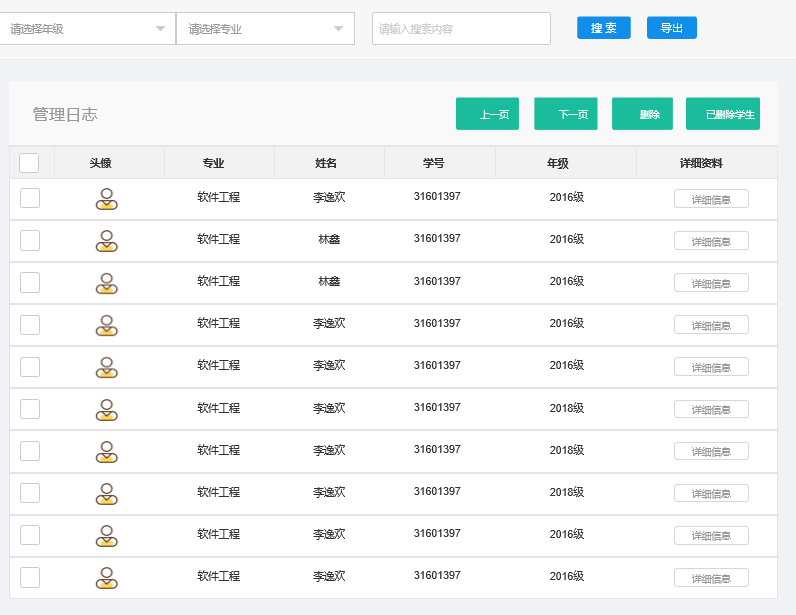 请选择年级 请选择专业 请输入搜索内容 搜 索 导出
管理日志 上一页 下一页 删除 已删除学生
头像 专业 姓名 学号 年级 详细资料
软件工程 李逸欢 31601397 2016级 详细信息
软件工程 林鑫 31601397 2016级 详细信息
软件工程 林鑫 31601397 2016级 详细信息
软件工程 李逸欢 31601397 2016级 详细信息
软件工程 李逸欢 31601397 2016级 详细信息
软件工程 李逸欢 31601397 2018级 详细信息
软件工程 李逸欢 31601397 2018级 详细信息
软件工程 李逸欢 31601397 2018级 详细信息
软件工程 李逸欢 31601397 2016级 详细信息
软件工程 李逸欢 31601397 2016级 详细信息